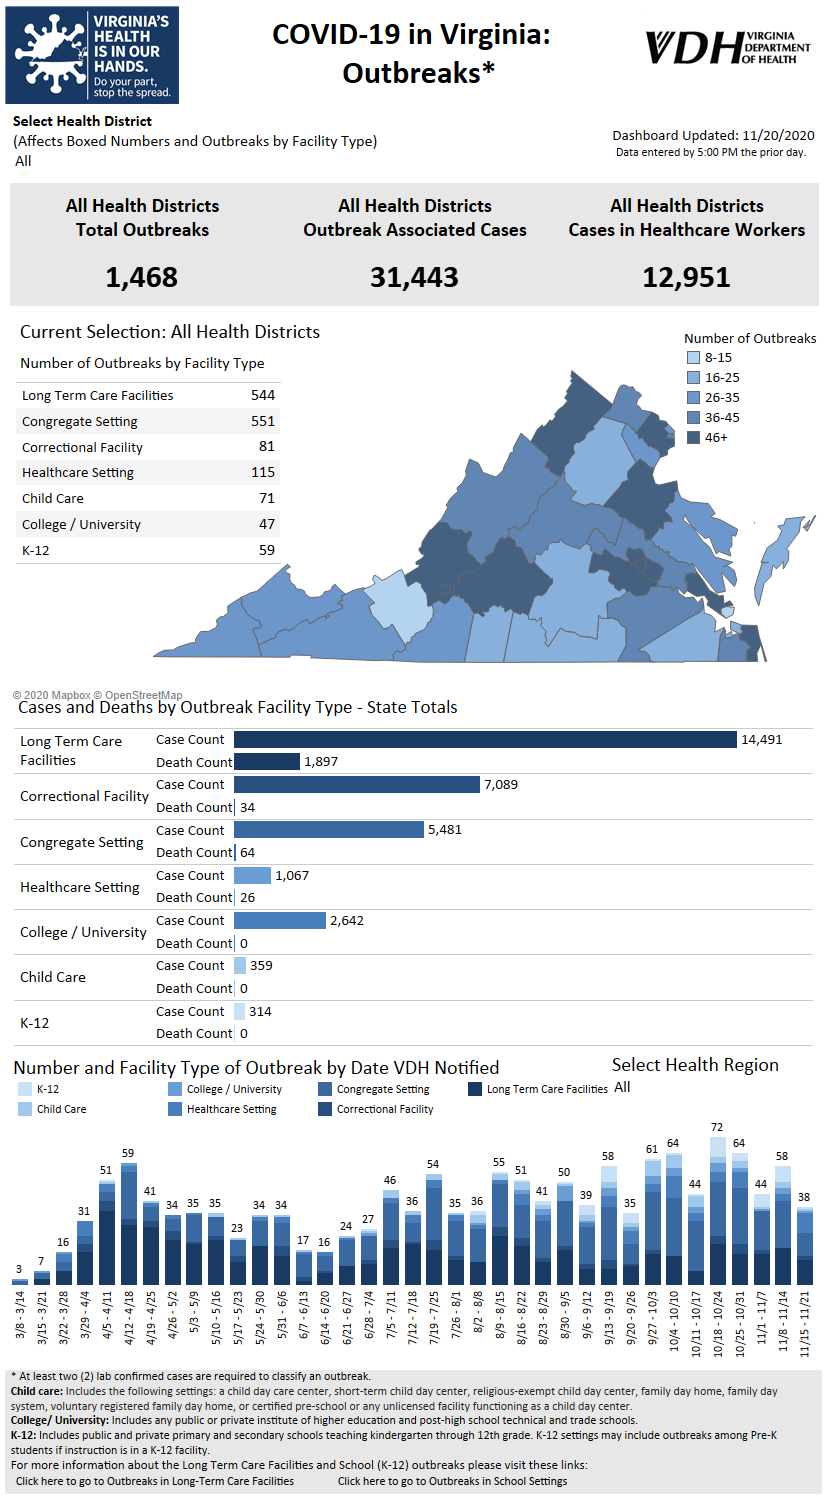 VIRGINIA'S
HEALTH
IS IN OUR
HANDS.
Do your part,
stop the spread.
COVID-19 in Virginia:
Outbreaks*
VDH VIRGINIA
DEPARTMENT
OF HEALTH
Select Health District
(Affects Boxed Numbers and Outbreaks by Facility Type)
All
Dashboard Updated: 11/20/2020
Data entered by 5:00 PM the prior day.
All Health Districts
Total Outbreaks
1,468
All Health Districts
Outbreak Associated Cases
31,443
All Health Districts
Cases in Healthcare Workers
12,951
Current Selection: All Health Districts
Number of Outbreaks by Facility Type
Long Term Care Facilities 544
Congregate Setting 551
Correctional Facility 81
Healthcare Setting 115
Child Care 71
College / University 47
K-12 59
Number of Outbreaks
8-15
16-25
26-35
36-45
46+
© 2020 Mapbox © OpenStreetMap
Cases and Deaths by Outbreak Facility Type - State Totals
Long Term Care
Facilities
Case Count 14,491
Death Count 1,897
Correctional Facility
Case Count 7,089
Death Count 34
Congregate Setting
Case Count 5,481
Death Count 64
Healthcare Setting
Case Count 1,067
Death Count 26
College / University
Case Count 2,642
Death Count 0
Child Care
Case Count 359
Death Count 0
K-12
Case Count 314
Death Count 0
Number and Facility Type of Outbreak by Date VDH Notified
Select Health Region
All
K-12 College / University Congregate Setting Long Term Care Facilities
Child Care Healthcare Setting Correctional Facility
3 7 16 31 51 59 41 34 35 35 23 34 34 17 16 24 27 46 36 54 35 36 55 51 41 50 39 58 35 61 64 44 72 64 44 58 38
3/8 - 3/14
3/15 - 3/21
3/22 - 3/28
3/29 - 4/4
4/5 - 4/11
4/12 - 4/18
4/19 - 4/25
4/26 - 5/2
5/3 - 5/9
5/10 - 5/16
5/17 - 5/23
5/24 - 5/30
5/31 - 6/6
6/7 - 6/13
6/14 - 6/20
6/21 - 6/27
6/28 - 7/4
7/5 - 7/11
7/12 - 7/18
7/19 - 7/25
7/26 - 8/1
8/2 - 8/8
8/9 - 8/15
8/16 - 8/22
8/23 - 8/29
8/30 - 9/5
9/6 - 9/12
9/13 - 9/19
9/20 - 9/26
9/27 - 10/3
10/4 - 10/10
10/11 - 10/17
10/18 - 10/24
10/25 - 10/31
11/1 - 11/7
11/8 - 11/14
11/15 - 11/21
* At least two (2) lab confirmed cases are required to classify an outbreak.
Child care: Includes the following settings: a child day care center, short-term child day center, religious-exempt child day center, family day home, family day
system, voluntary registered family day home, or certified pre-school or any unlicensed facility functioning as a child day center.
College/ University: Includes any public or private institute of higher education and post-high school technical and trade schools.
K-12: Includes public and private primary and secondary schools teaching kindergarten through 12th grade. K-12 settings may include outbreaks among Pre-K
students if instruction is in a K-12 facility.
For more information about the Long Term Care Facilities and School (K-12) outbreaks please visit these links:
Click here to go to Outbreaks in Long-Term Care Facilities Click here to go to Outbreaks in School Settings